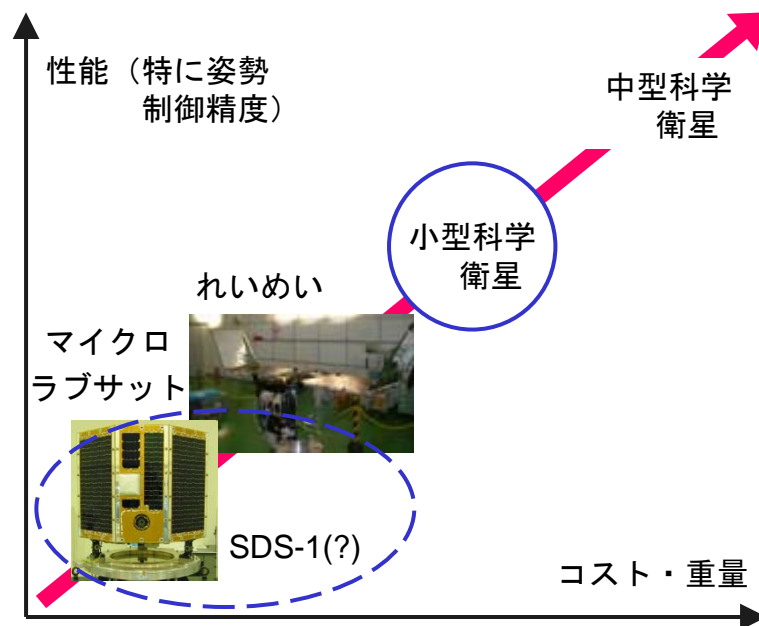 性能（特に姿勢
制御精度）
中型科学
衛星
小型科学
衛星
れいめい
マイクロ
ラブサット
SDS-1(?)
コスト・重量